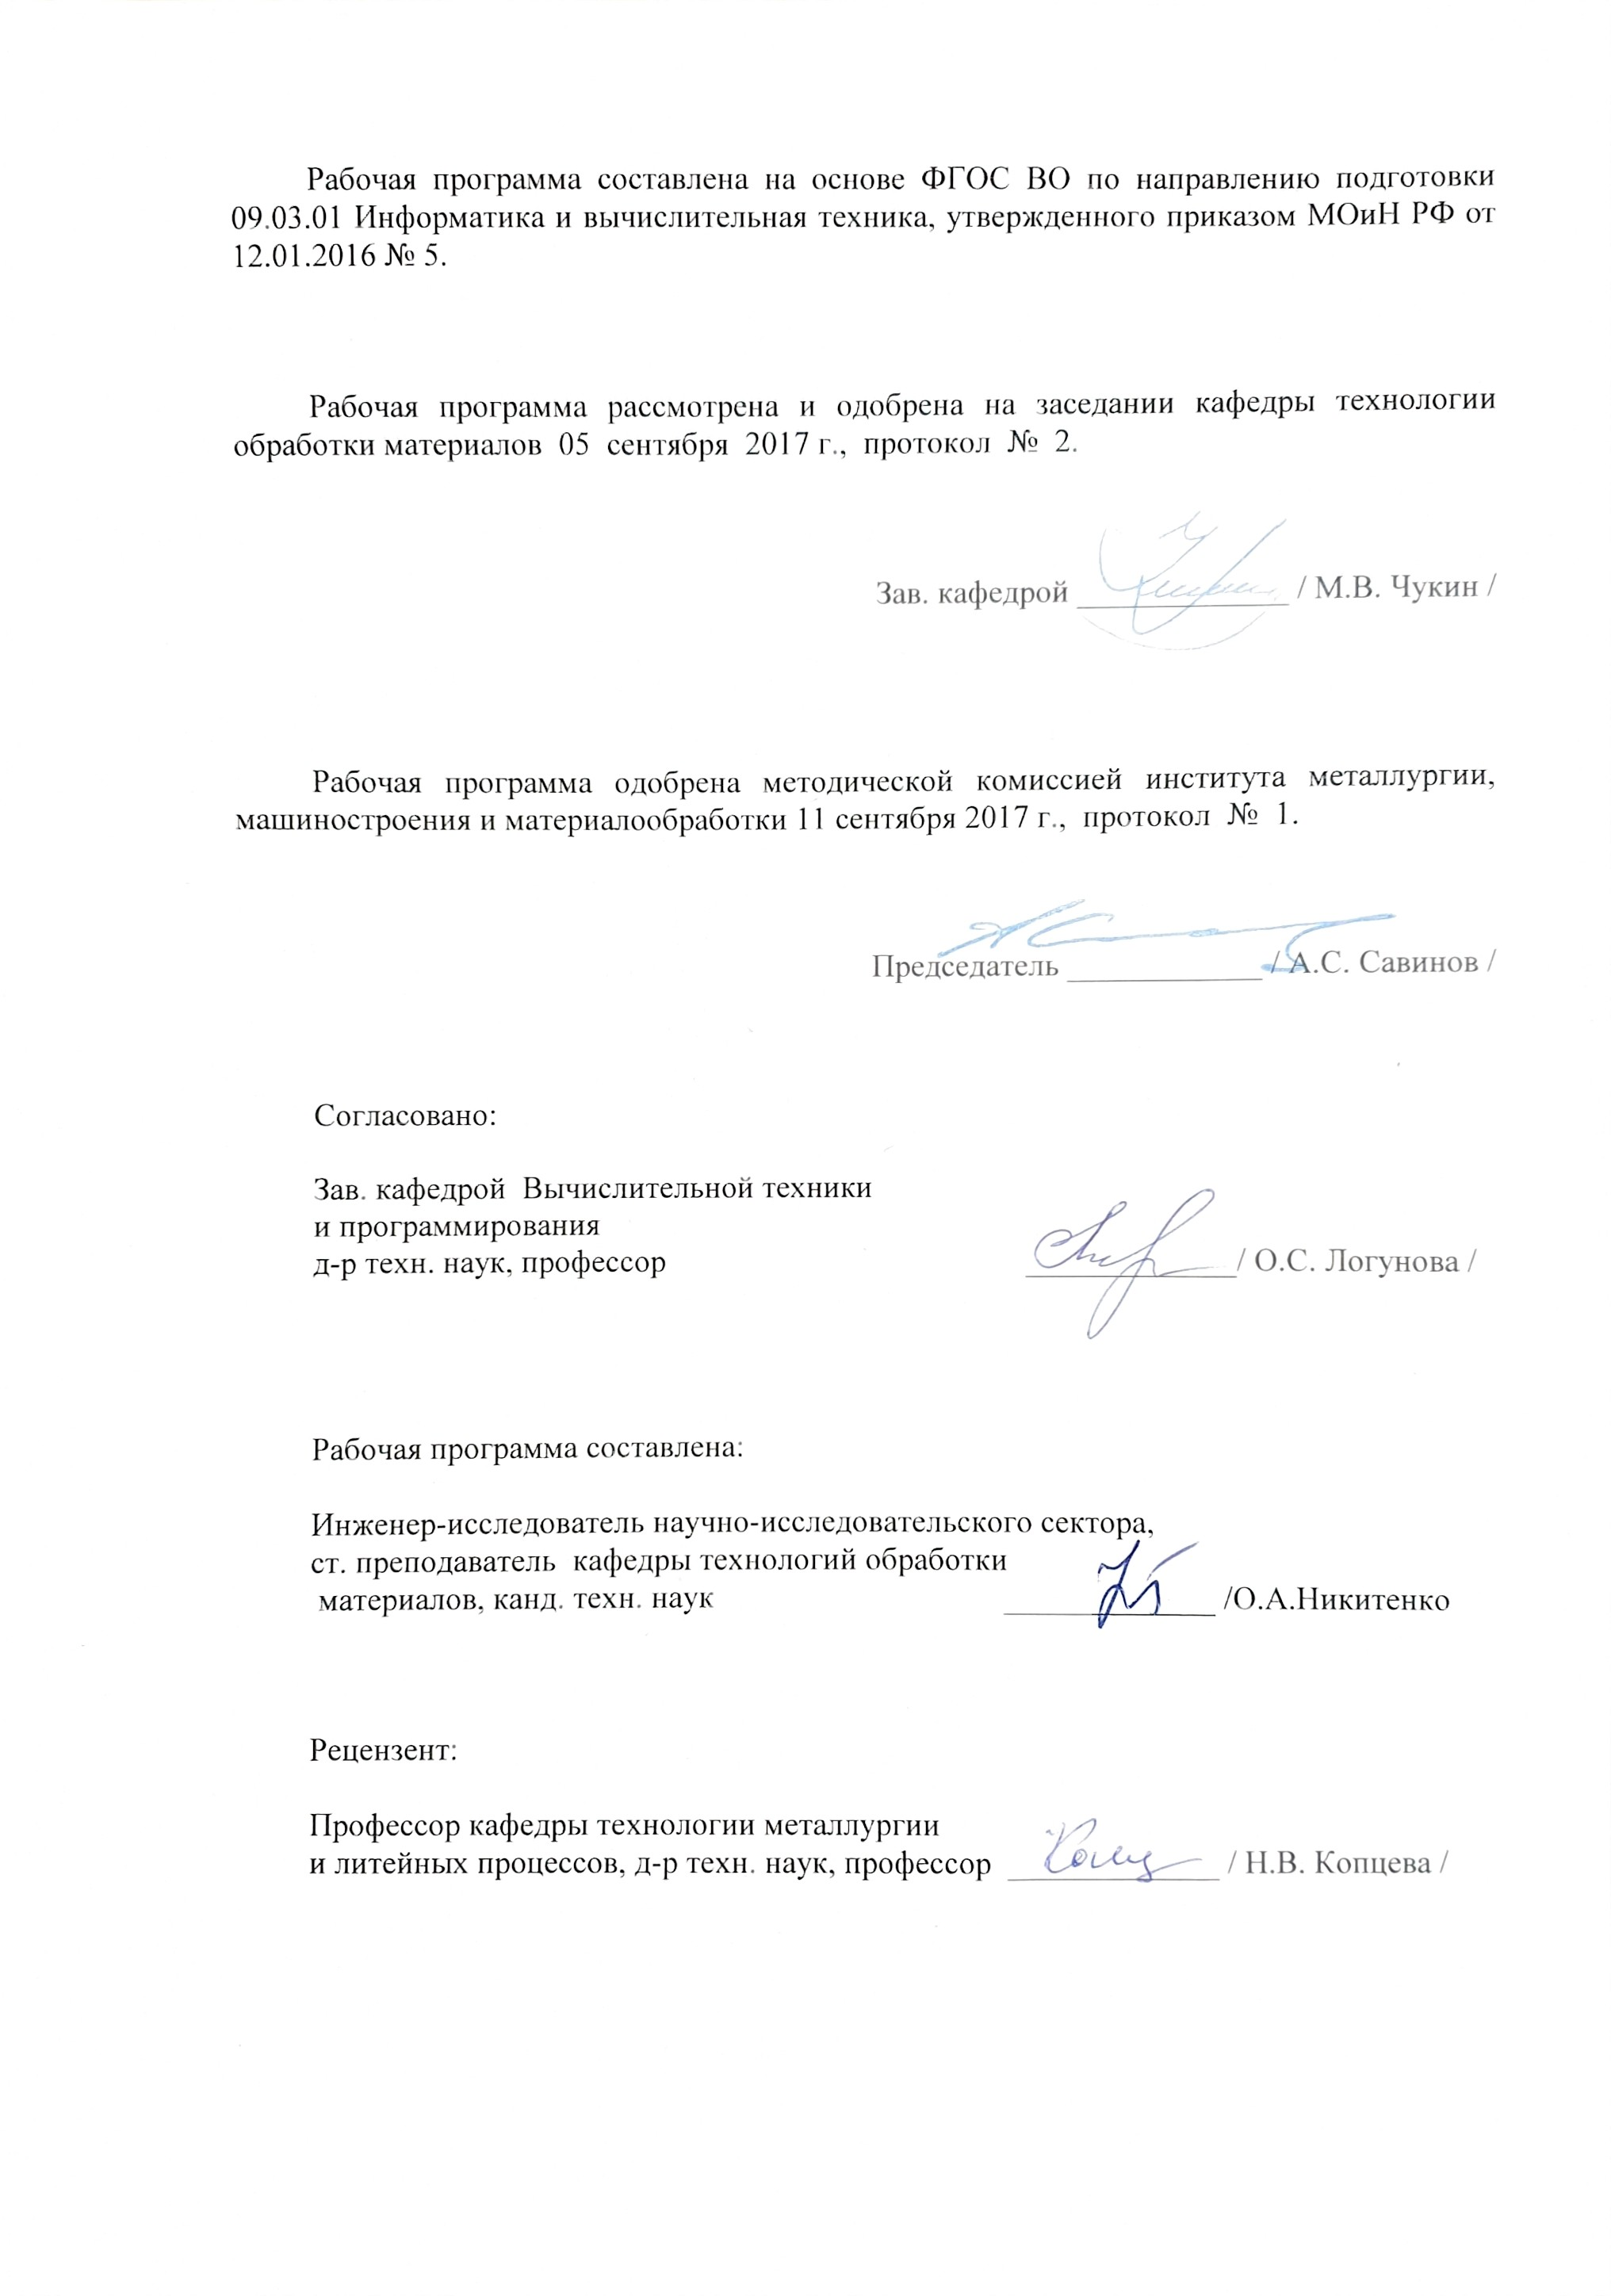 Рабочая программа составлена на основе ФГОС ВО по направлению подготовки
09.03.01 Информатика и вычислительная техника, утвержденного приказом МОиН РФ от
12.01.2016 № 5.
Рабочая программа рассмотрена и одобрена на заседании кафедры технологии
обработки материалов 05 сентября 2017 г., протокол № 2.
Зав. кафедрой ____________ / М.В. Чукин /
Рабочая программа одобрена методической комиссией института металлургии,
машиностроения и материалообработки 11 сентября 2017 г., протокол № 1.
Председатель ____________ / А.С. Савинов /
Согласовано:
Зав. кафедрой Вычислительной техники
и программирования
д-р техн. наук, профессор ____________ / О.С. Логунова /
Рабочая программа составлена:
Инженер-исследователь научно-исследовательского сектора,
ст. преподаватель кафедры технологий обработки
материалов, канд. техн. наук ____________ /О.А.Никитенко
Рецензент:
Профессор кафедры технологии металлургии
и литейных процессов, д-р техн. наук, профессор ____________ / Н.В. Копцева /